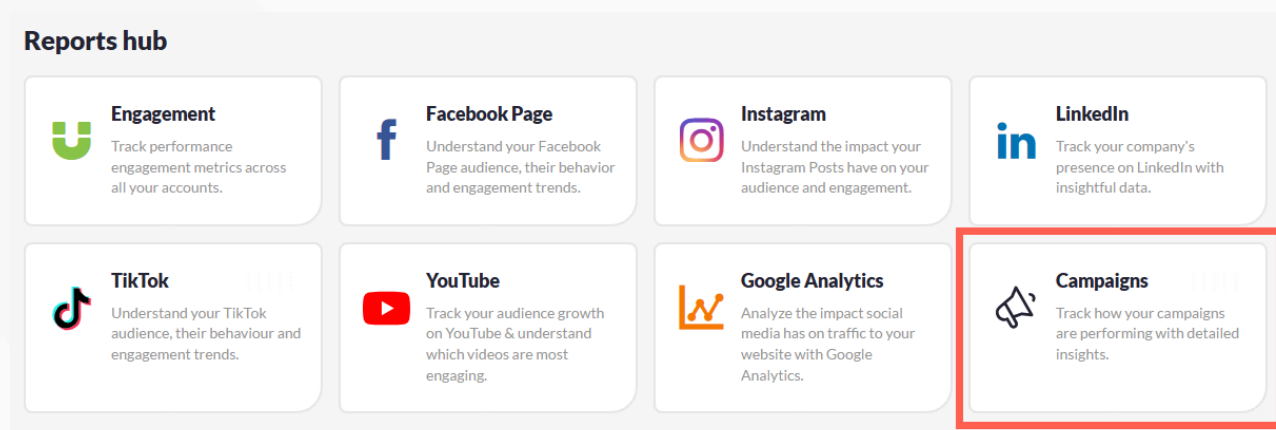 Reports hub
Engagement
Track performance
engagement metrics across
all your accounts.
Facebook Page
Understand your Facebook
Page audience, their behavior
and engagement trends.
Instagram
Understand the impact your
Instagram Posts have on your
audience and engagement.
LinkedIn
Track your company's
presence on LinkedIn with
insightful data.
TikTok
Understand your TikTok
audience, their behaviour and
engagement trends.
YouTube
Track your audience growth
on YouTube & understand
which videos are most
engaging.
Google Analytics
Analyze the impact social
media has on traffic to your
website with Google
Analytics.
Campaigns
Track how your campaigns
are performing with detailed
insights.